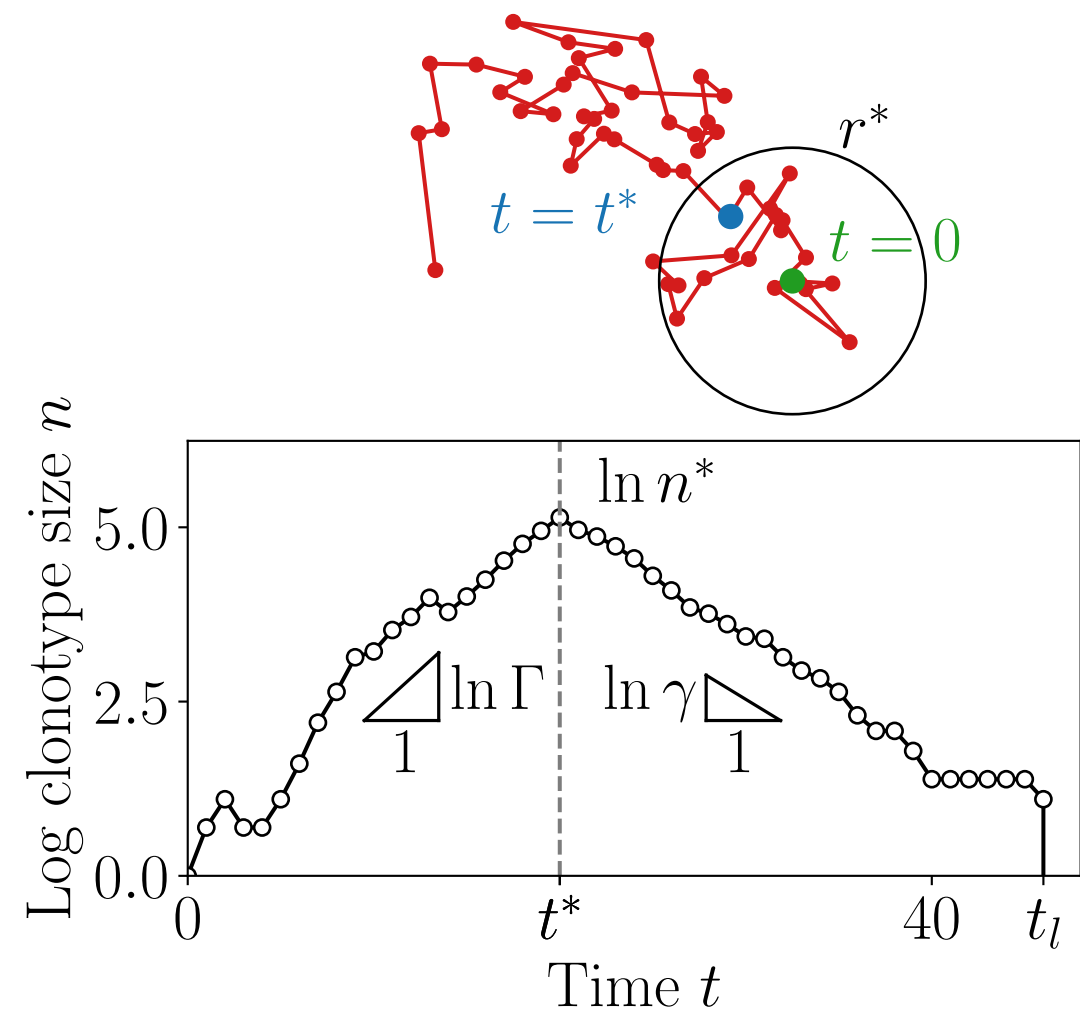 r*
t = t*
t = 0
Log clonotype size n
ln n*
5.0
2.5
0.0
ln Γ
1
ln γ
1
0
t*
40
t_l
Time t